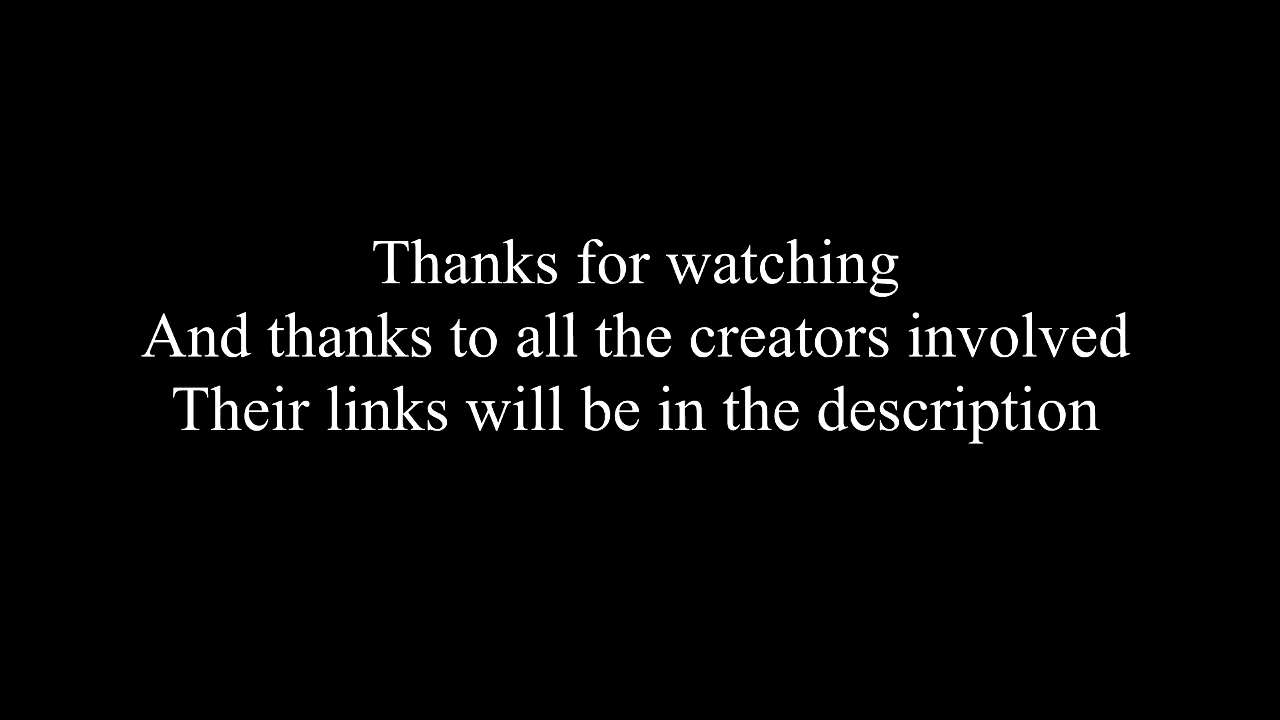 Thanks for watching
And thanks to all the creators involved
Their links will be in the description